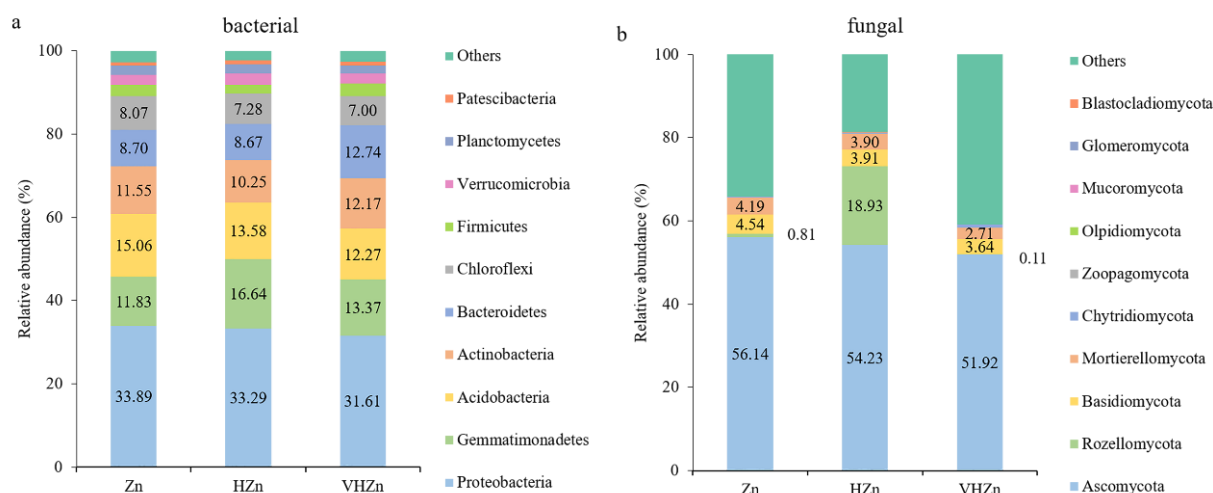 a
bacterial
Relative abundance (%)
100
80
60
40
20
0
8.07
8.70
11.55
15.06
11.83
33.89
7.28
8.67
10.25
13.58
16.64
33.29
7.00
12.74
12.17
12.27
13.37
31.61
Zn
HZn
VHZn
Others
Patescibacteria
Planctomycetes
Verrucomicrobia
Firmicutes
Chloroflexi
Bacteroidetes
Actinobacteria
Acidobacteria
Gemmatimonadetes
Proteobacteria
b
fungal
Relative abundance (%)
100
80
60
40
20
0
4.19
4.54
0.81
56.14
3.90
3.91
18.93
54.23
2.71
3.64
0.11
51.92
Zn
HZn
VHZn
Others
Blastocladiomycota
Glomeromycota
Mucoromycota
Olpidiomycota
Zoopagomycota
Chytridiomycota
Mortierellomycota
Basidiomycota
Rozellomycota
Ascomycota